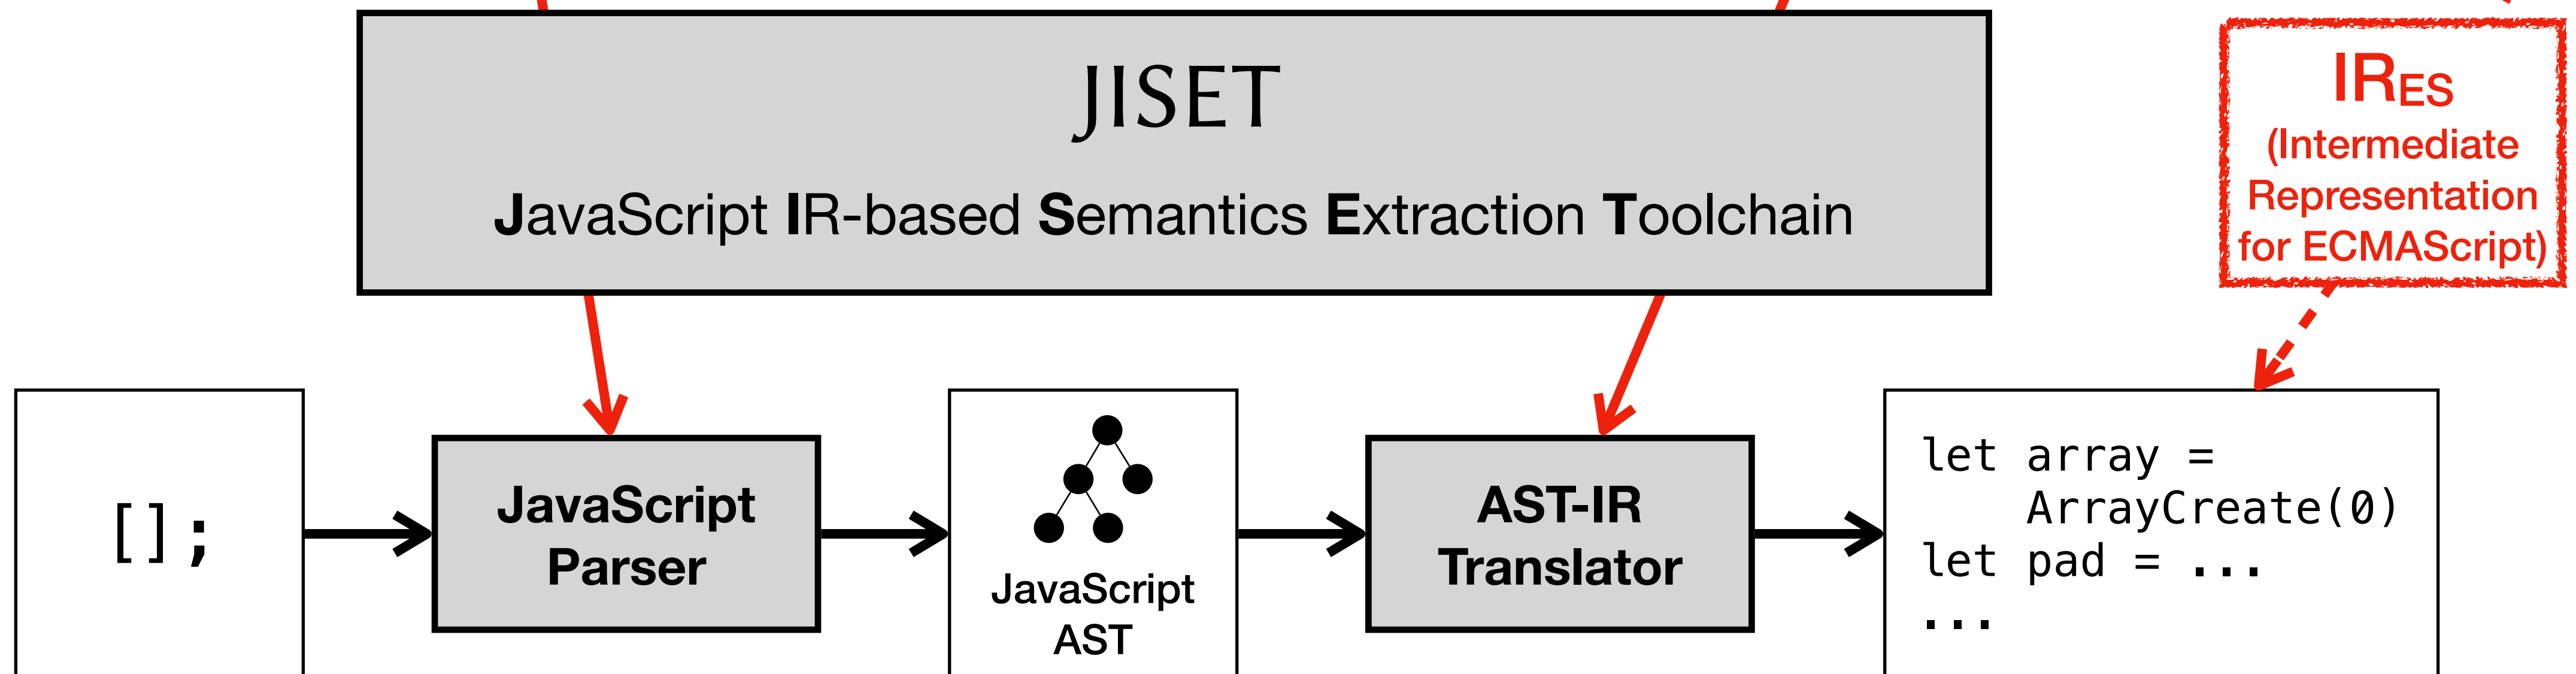 JISET
JavaScript IR-based Semantics Extraction Toolchain
IRES
(Intermediate
Representation
for ECMAScript)
[];
JavaScript
Parser
JavaScript
AST
AST-IR
Translator
let array =
    ArrayCreate(0)
let pad = ...
...